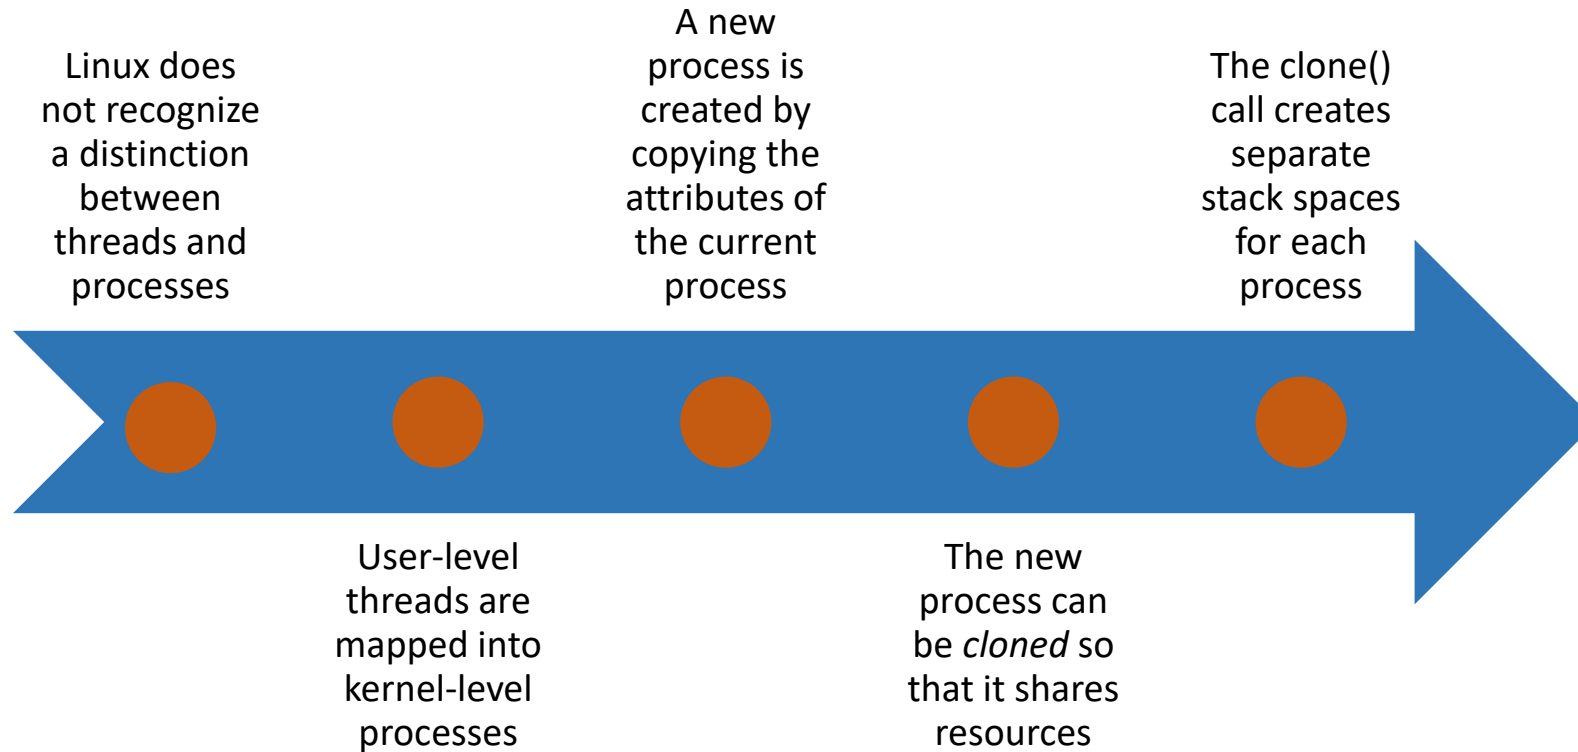 Linux does
not recognize
a distinction
between
threads and
processes
User-level
threads are
mapped into
kernel-level
processes
A new
process is
created by
copying the
attributes of
the current
process
The new
process can
be cloned so
that it shares
resources
The clone()
call creates
separate
stack spaces
for each
process